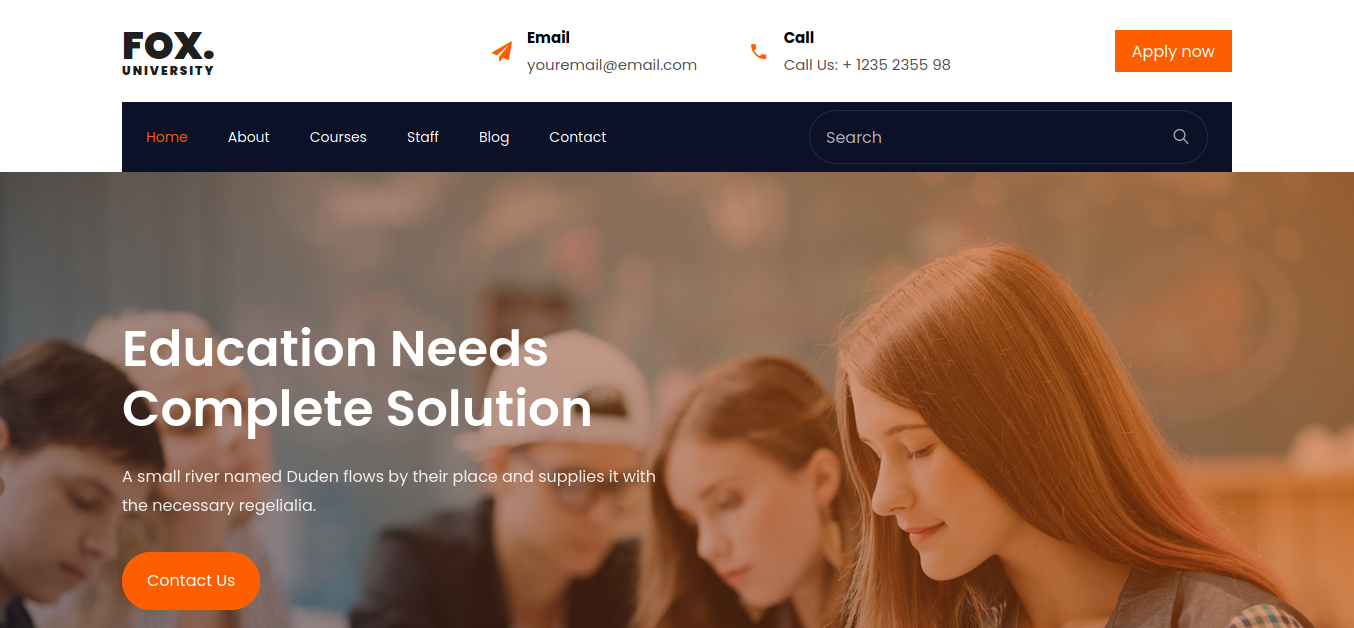 FOX.
UNIVERSITY
Email
youremail@email.com
Call
Call Us: + 1235 2355 98
Apply now
Home About Courses Staff Blog Contact Search
Education Needs
Complete Solution
A small river named Duden flows by their place and supplies it with
the necessary regelialia.
Contact Us